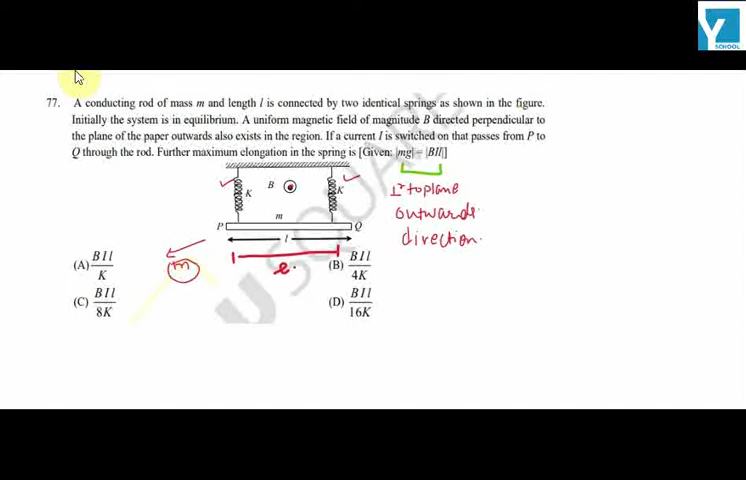 Y
SCHOOL
77. A conducting rod of mass m and length l is connected by two identical springs as shown in the figure.
Initially the system is in equilibrium. A uniform magnetic field of magnitude B directed perpendicular to
the plane of the paper outwards also exists in the region. If a current I is switched on that passes from P to
Q through the rod. Further maximum elongation in the spring is [Given: |mg| = |BIl|]
K B K
m
P Q
l
⊥r to plane
outwards
direction.
m
l.
(A) BIl/K
(B) BIl/4K
(C) BIl/8K
(D) BIl/16K
USQUARE